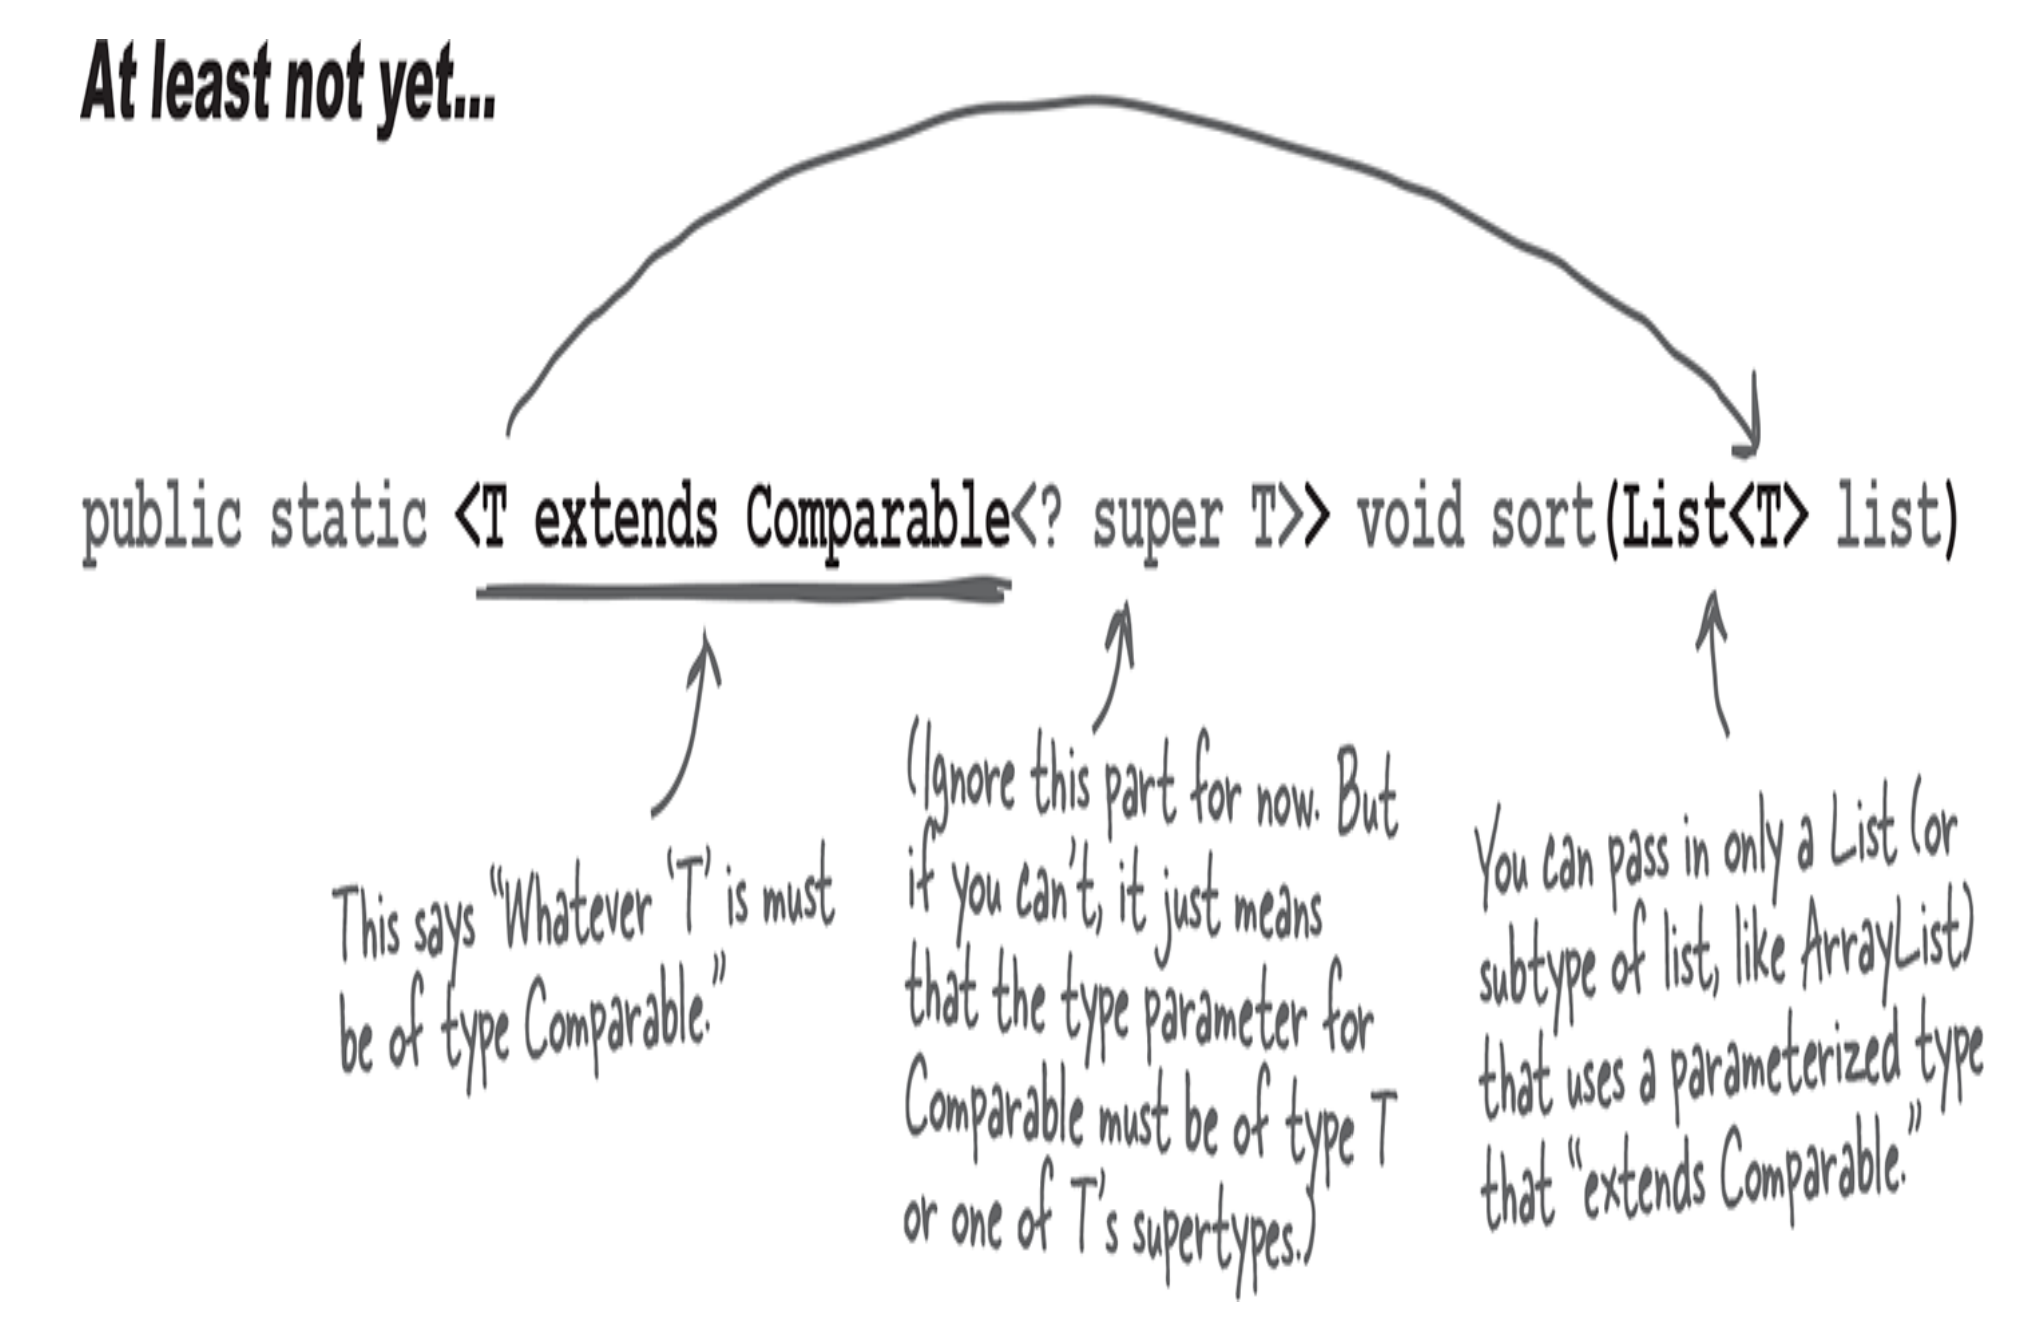 At least not yet...
public static <T extends Comparable<? super T>> void sort(List<T> list)
This says “Whatever ‘T’ is must
be of type Comparable.”
(Ignore this part for now. But
if you can’t, it just means
that the type parameter for
Comparable must be of type T
or one of T’s supertypes.)
You can pass in only a List (or
subtype of list, like ArrayList)
that uses a parameterized type
that “extends Comparable.”